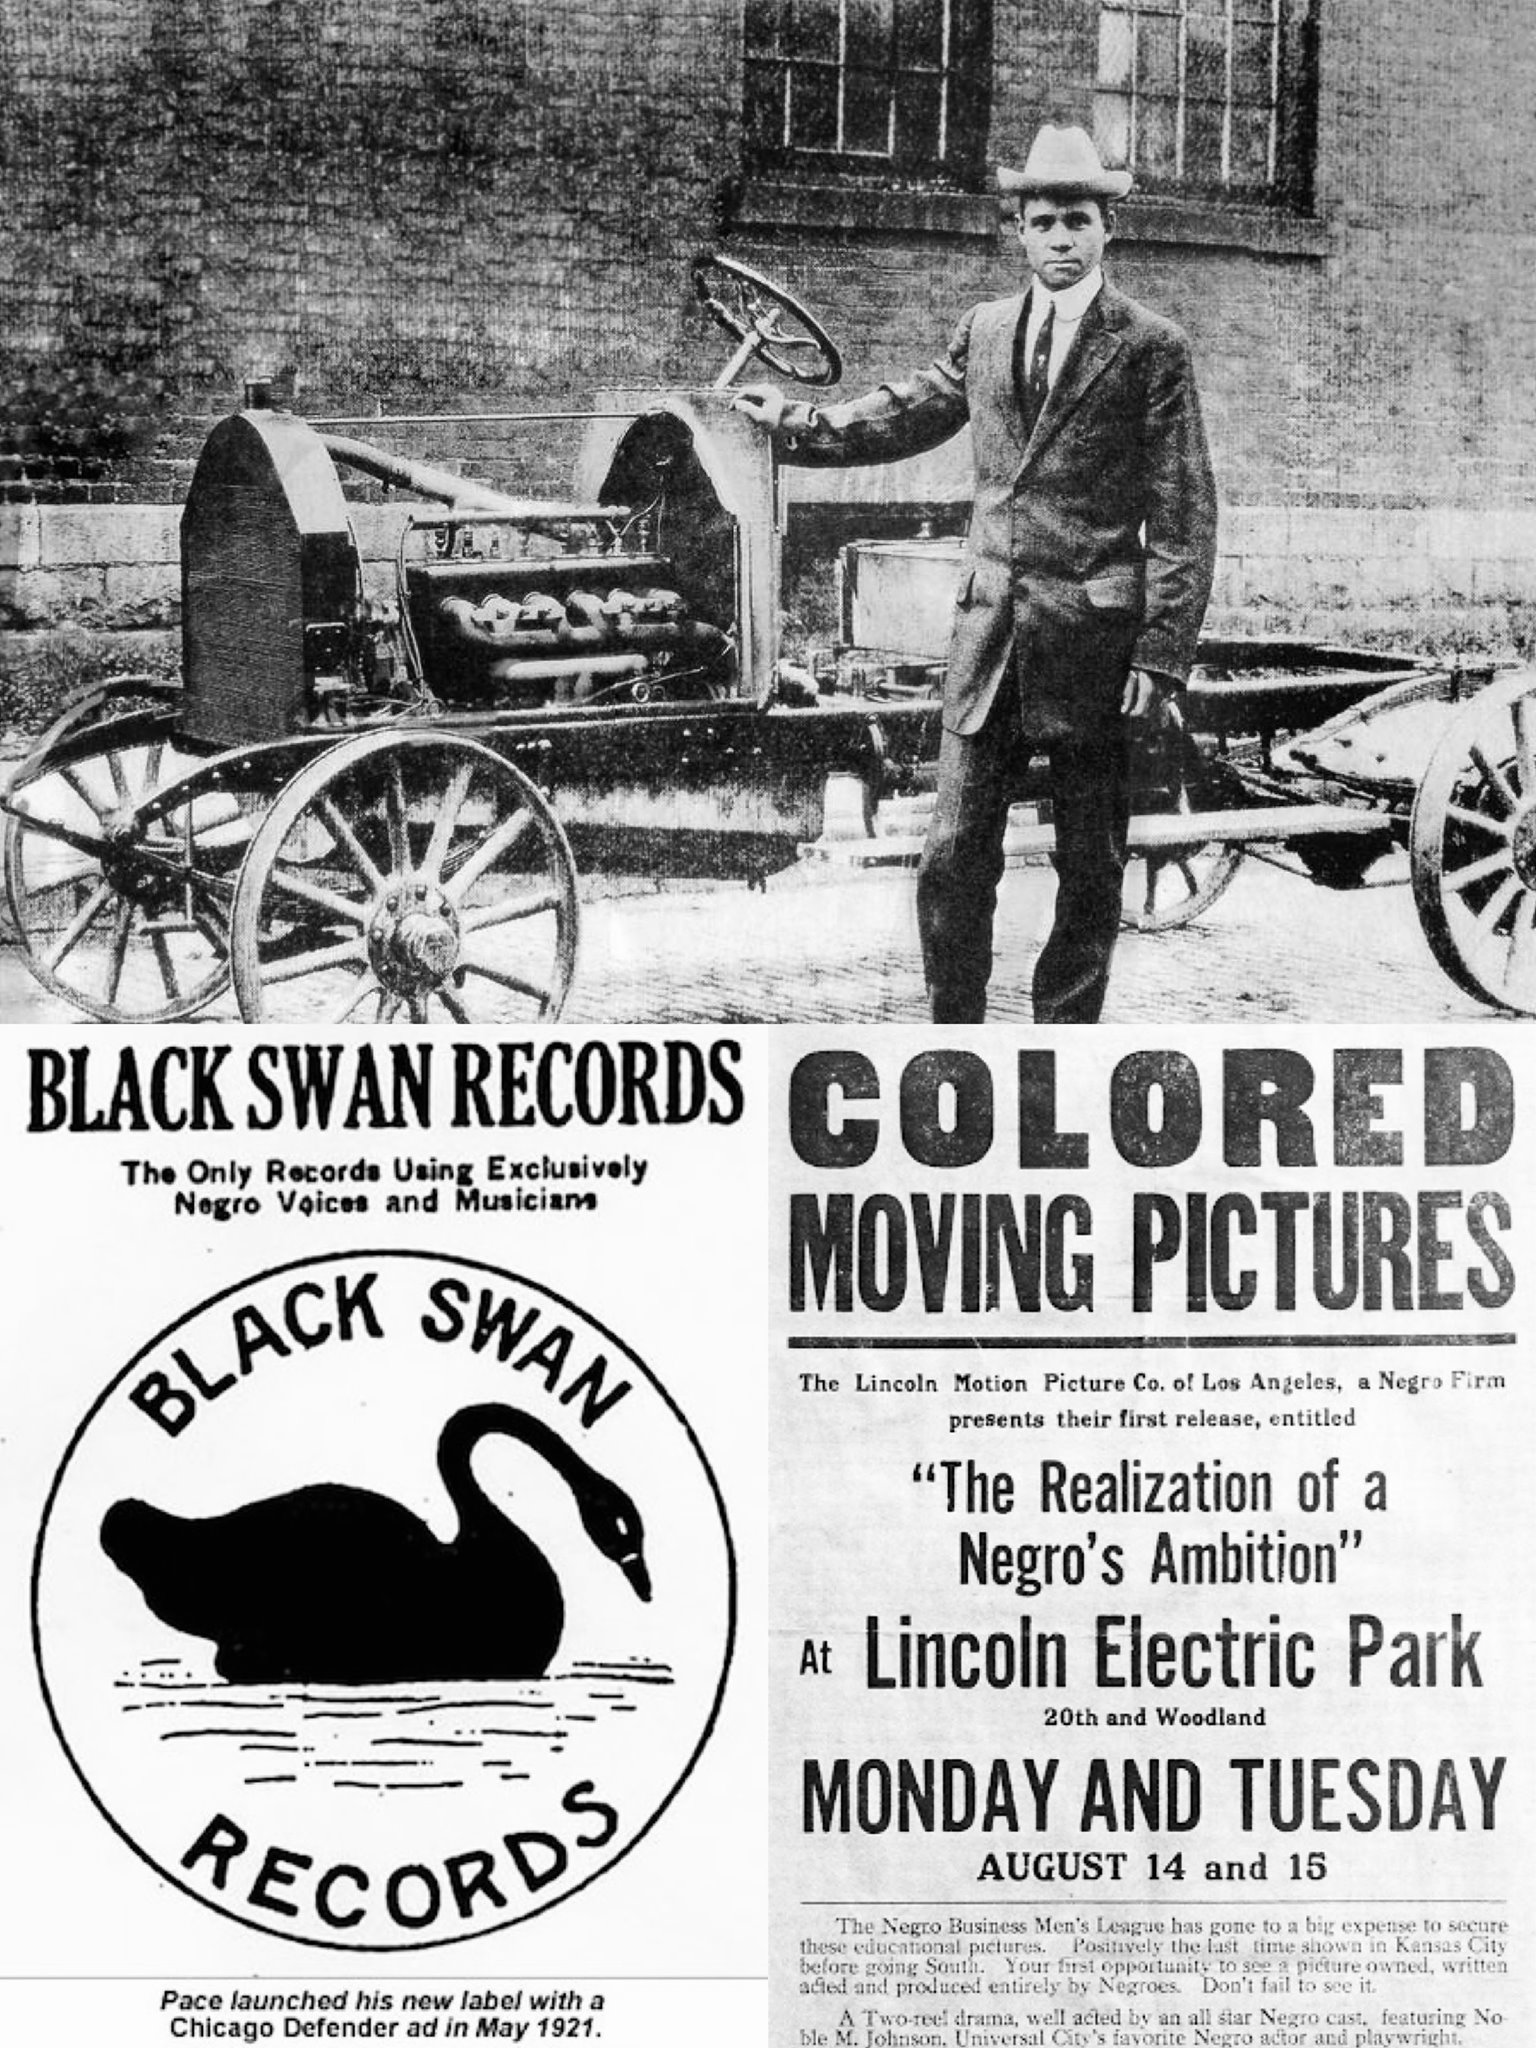 BLACK SWAN RECORDS
The Only Records Using Exclusively
Negro Voices and Musicians
BLACK SWAN
RECORDS
Pace launched his new label with a
Chicago Defender ad in May 1921.
COLORED
MOVING PICTURES
The Lincoln Motion Picture Co. of Los Angeles, a Negro Firm
presents their first release, entitled
"The Realization of a
Negro's Ambition"
At Lincoln Electric Park
20th and Woodland
MONDAY AND TUESDAY
AUGUST 14 and 15
The Negro Business Men's League has gone to a big expense to secure
these educational pictures. Positively the last time shown in Kansas City
before going South. Your first opportunity to see a picture owned, written
acted and produced entirely by Negroes. Don't fail to see it.
A Two-reel drama, well acted by an all star Negro cast, featuring No-
ble M. Johnson, Universal City's favorite Negro actor and playwright.